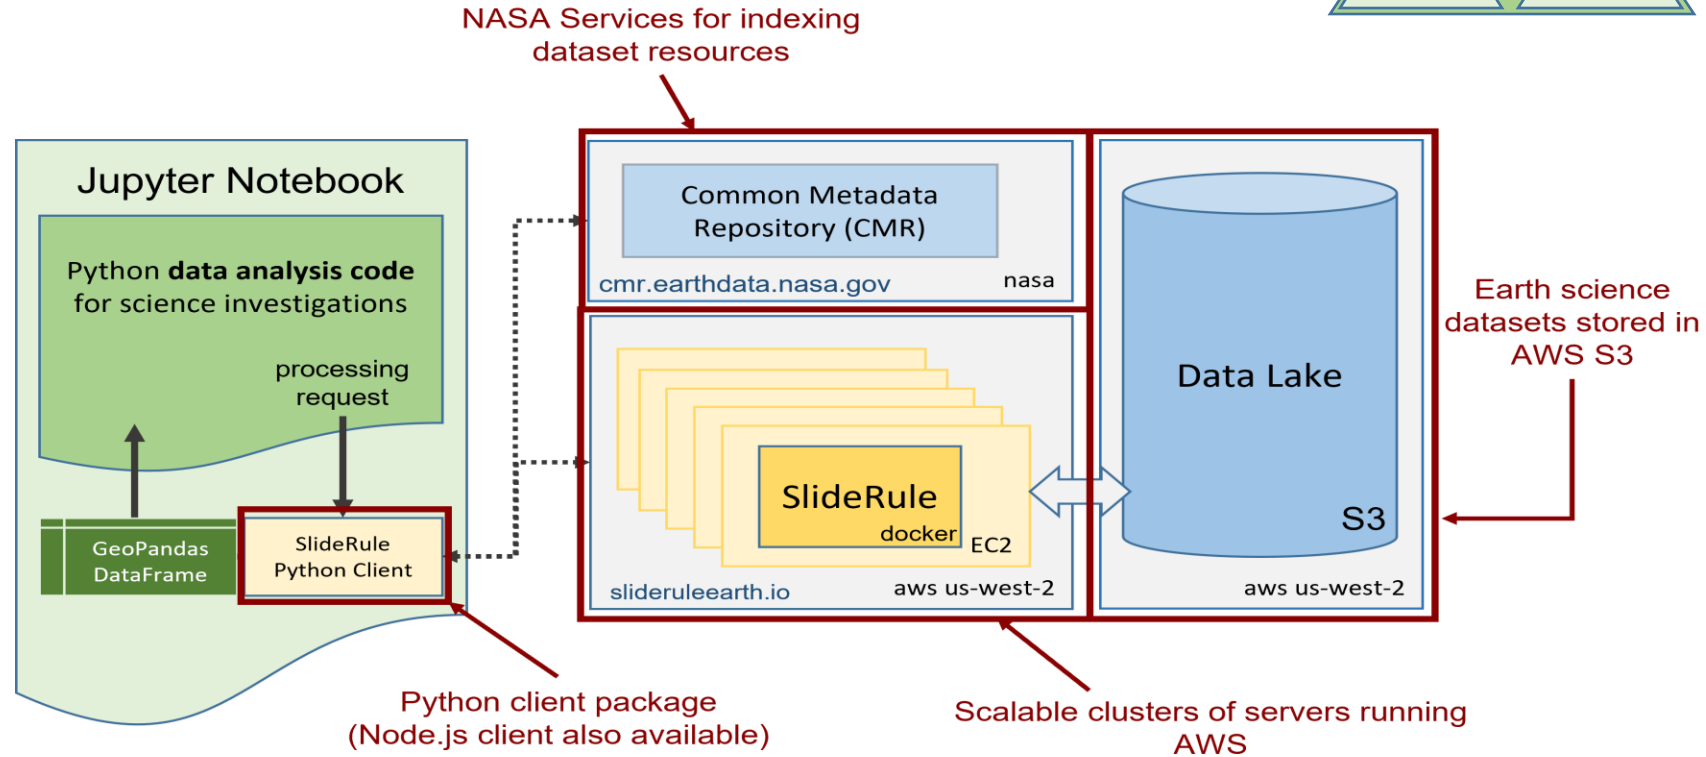 NASA Services for indexing
dataset resources
Jupyter Notebook
Python data analysis code
for science investigations
processing
request
GeoPandas
DataFrame
SlideRule
Python Client
Python client package
(Node.js client also available)
Common Metadata
Repository (CMR)
cmr.earthdata.nasa.gov
nasa
SlideRule
docker
EC2
slideruleearth.io
aws us-west-2
Scalable clusters of servers running
AWS
Data Lake
S3
aws us-west-2
Earth science
datasets stored in
AWS S3